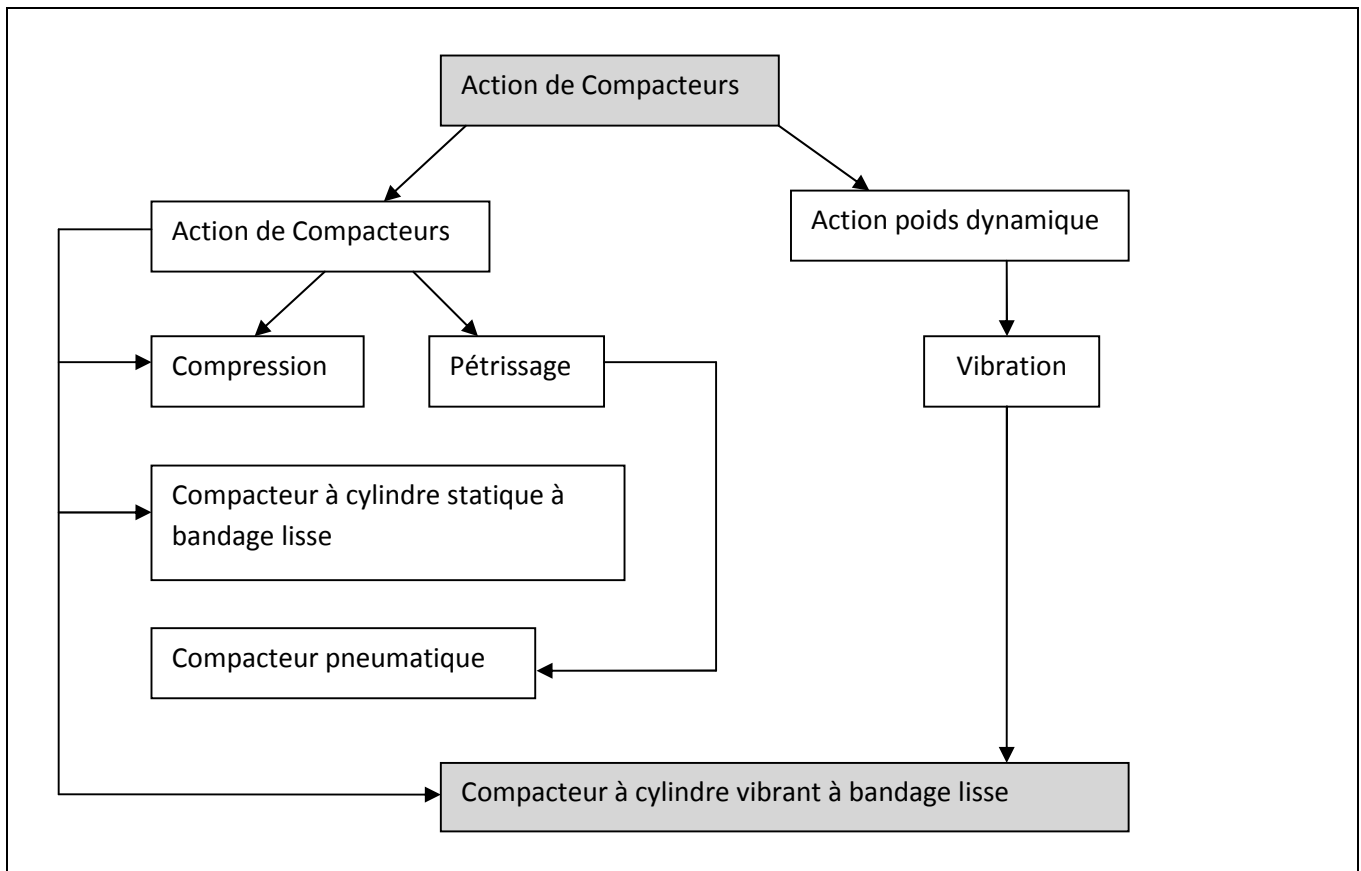 Action de Compacteurs
Action de Compacteurs
Action poids dynamique
Compression
Pétrissage
Vibration
Compacteur à cylindre statique à
bandage lisse
Compacteur pneumatique
Compacteur à cylindre vibrant à bandage lisse